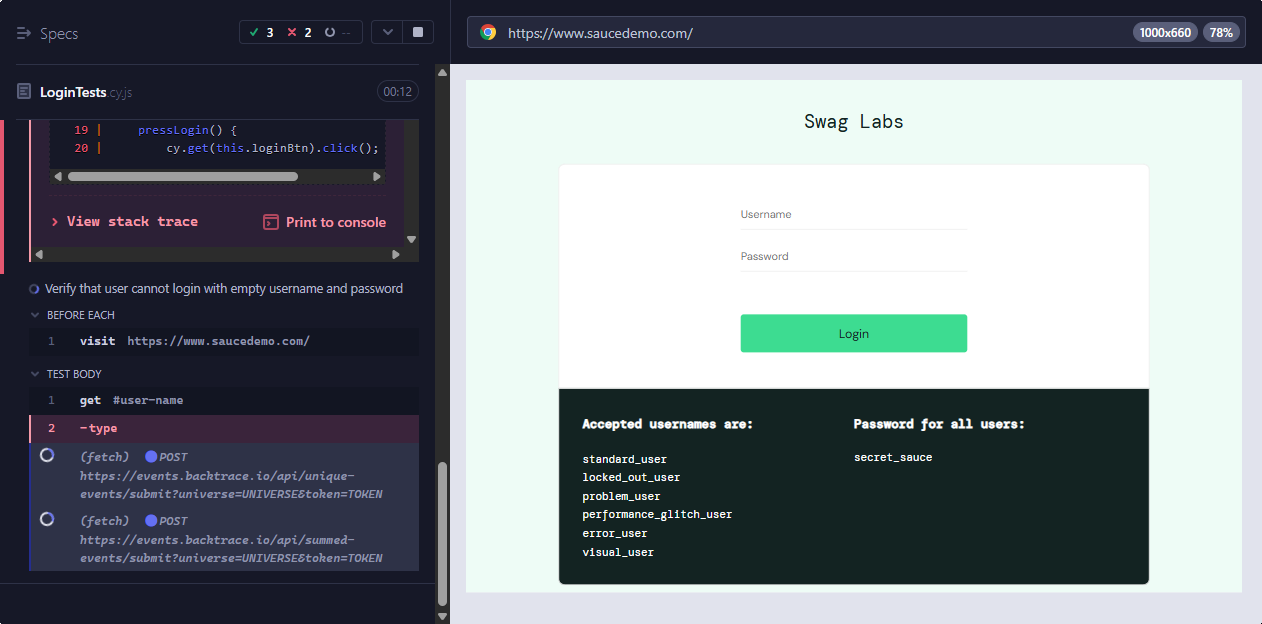 Specs
3 2 --
https://www.saucedemo.com/
1000x660
78%
LoginTests.cy.js
00:12
19 | pressLogin() {
20 | cy.get(this.loginBtn).click();
View stack trace
Print to console
Verify that user cannot login with empty username and password
BEFORE EACH
1 visit https://www.saucedemo.com/
TEST BODY
1 get #user-name
2 -type
(fetch) POST
https://events.backtrace.io/api/unique-
events/submit?universe=UNIVERSE&token=TOKEN
(fetch) POST
https://events.backtrace.io/api/summed-
events/submit?universe=UNIVERSE&token=TOKEN
Swag Labs
Username
Password
Login
Accepted usernames are:
standard_user
locked_out_user
problem_user
performance_glitch_user
error_user
visual_user
Password for all users:
secret_sauce